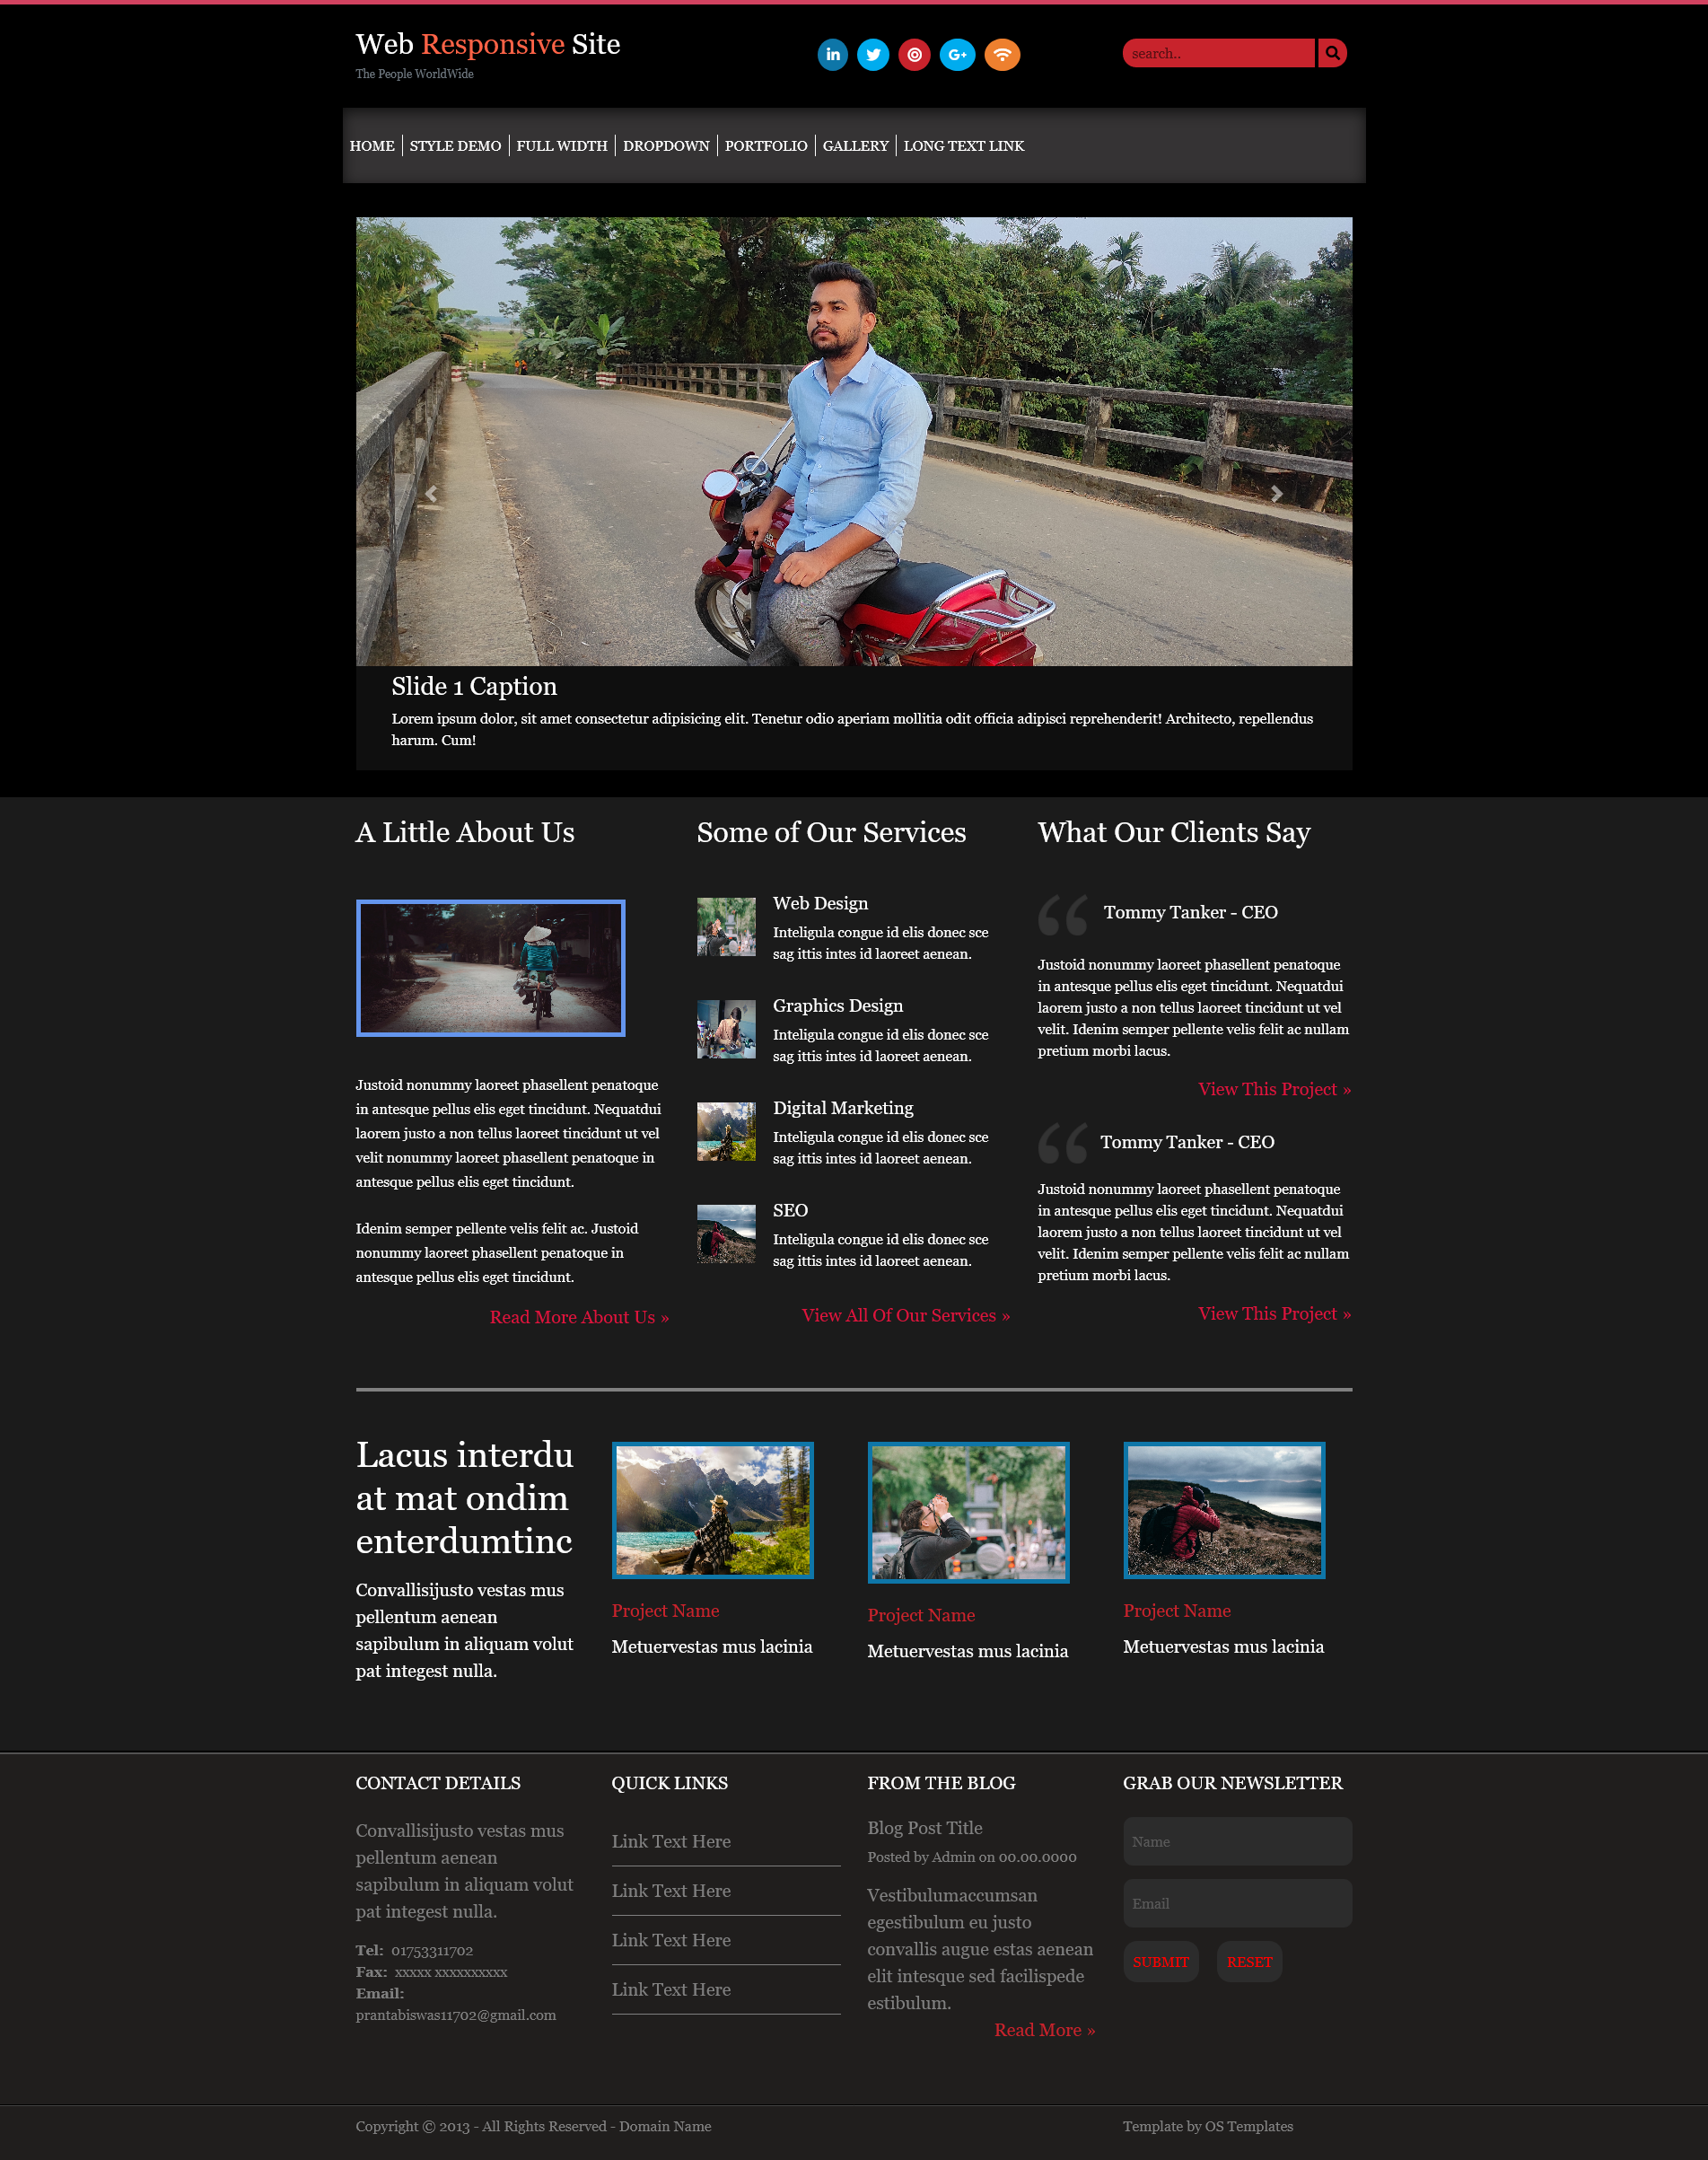 Web Responsive Site
The People WorldWide
search..
HOME
STYLE DEMO
FULL WIDTH
DROPDOWN
PORTFOLIO
GALLERY
LONG TEXT LINK
Slide 1 Caption
Lorem ipsum dolor, sit amet consectetur adipisicing elit. Tenetur odio aperiam mollitia odit officia adipisci reprehenderit! Architecto, repellendus
harum. Cum!
A Little About Us
Justoid nonummy laoreet phasellent penatoque
in antesque pellus elis eget tincidunt. Nequatdui
laorem justo a non tellus laoreet tincidunt ut vel
velit nonummy laoreet phasellent penatoque in
antesque pellus elis eget tincidunt.
Idenim semper pellente velis felit ac. Justoid
nonummy laoreet phasellent penatoque in
antesque pellus elis eget tincidunt.
Read More About Us »
Some of Our Services
Web Design
Inteligula congue id elis donec sce
sag ittis intes id laoreet aenean.
Graphics Design
Inteligula congue id elis donec sce
sag ittis intes id laoreet aenean.
Digital Marketing
Inteligula congue id elis donec sce
sag ittis intes id laoreet aenean.
SEO
Inteligula congue id elis donec sce
sag ittis intes id laoreet aenean.
View All Of Our Services »
What Our Clients Say
Tommy Tanker - CEO
Justoid nonummy laoreet phasellent penatoque
in antesque pellus elis eget tincidunt. Nequatdui
laorem justo a non tellus laoreet tincidunt ut vel
velit. Idenim semper pellente velis felit ac nullam
pretium morbi lacus.
View This Project »
Tommy Tanker - CEO
Justoid nonummy laoreet phasellent penatoque
in antesque pellus elis eget tincidunt. Nequatdui
laorem justo a non tellus laoreet tincidunt ut vel
velit. Idenim semper pellente velis felit ac nullam
pretium morbi lacus.
View This Project »
Lacus interdu
at mat ondim
enterdumtinc
Convallisijusto vestas mus
pellentum aenean
sapibulum in aliquam volut
pat integest nulla.
Project Name
Metuervestas mus lacinia
Project Name
Metuervestas mus lacinia
Project Name
Metuervestas mus lacinia
CONTACT DETAILS
Convallisijusto vestas mus
pellentum aenean
sapibulum in aliquam volut
pat integest nulla.
Tel: 01753311702
Fax: xxxxx xxxxxxxxxx
Email:
prantabiswas11702@gmail.com
QUICK LINKS
Link Text Here
Link Text Here
Link Text Here
Link Text Here
FROM THE BLOG
Blog Post Title
Posted by Admin on 00.00.0000
Vestibulumaccumsan
egestibulum eu justo
convallis augue estas aenean
elit intesque sed facilispede
estibulum.
Read More »
GRAB OUR NEWSLETTER
Name
Email
SUBMIT
RESET
Copyright © 2013 - All Rights Reserved - Domain Name
Template by OS Templates